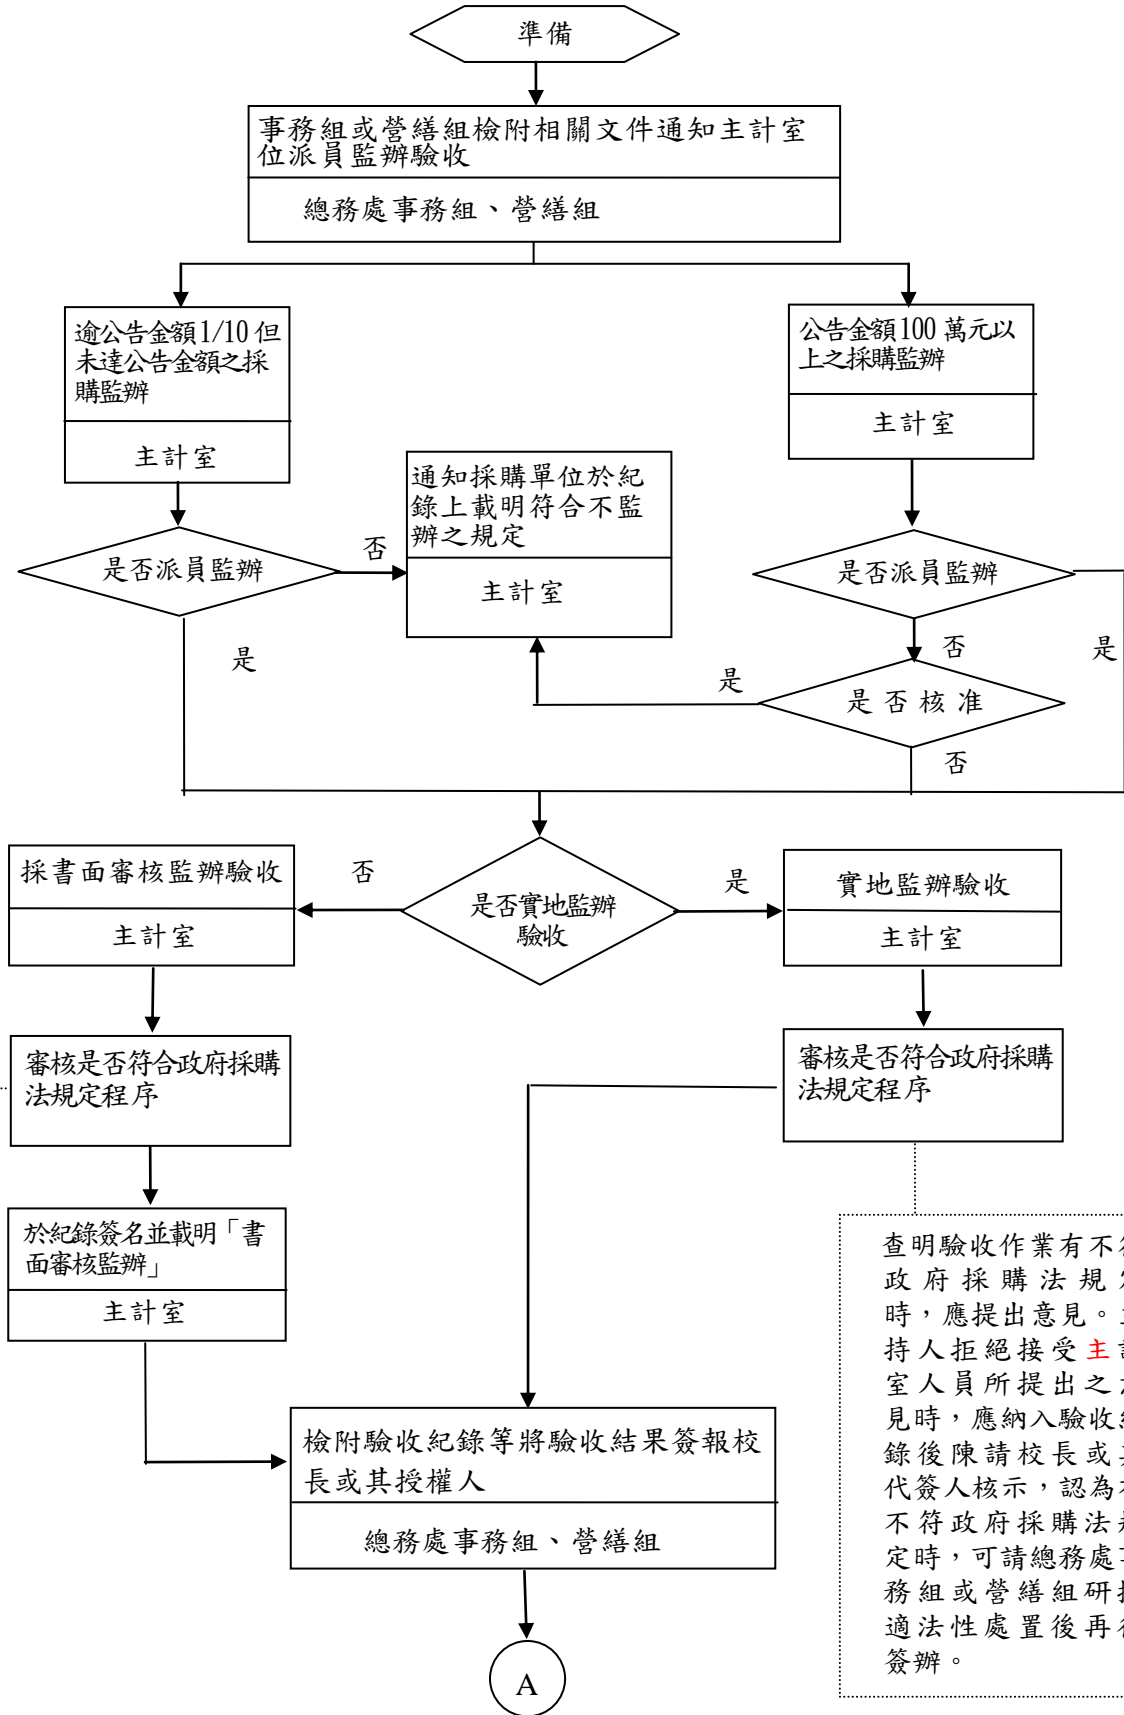 準備
事務組或營繕組檢附相關文件通知主計室
位派員監辦驗收
總務處事務組、營繕組
逾公告金額1/10 但
未達公告金額之採
購監辦
主計室
公告金額100 萬元以
上之採購監辦
主計室
通知採購單位於紀
錄上載明符合不監
辦之規定
主計室
是否派員監辦
否
是
是否派員監辦
否
是
是
是否核准
否
採書面審核監辦驗收
主計室
否
是否實地監辦
驗收
是
實地監辦驗收
主計室
審核是否符合政府採購
法規定程序
審核是否符合政府採購
法規定程序
於紀錄簽名並載明「書
面審核監辦」
主計室
查明驗收作業有不
政府採購法規
時,應提出意見。
持人拒絕接受主
室人員所提出之
見時,應納入驗收
錄後陳請校長或
代簽人核示,認為
不符政府採購法
定時,可請總務處
務組或營繕組研
適法性處置後再
簽辦。
檢附驗收紀錄等將驗收結果簽報校
長或其授權人
總務處事務組、營繕組
A